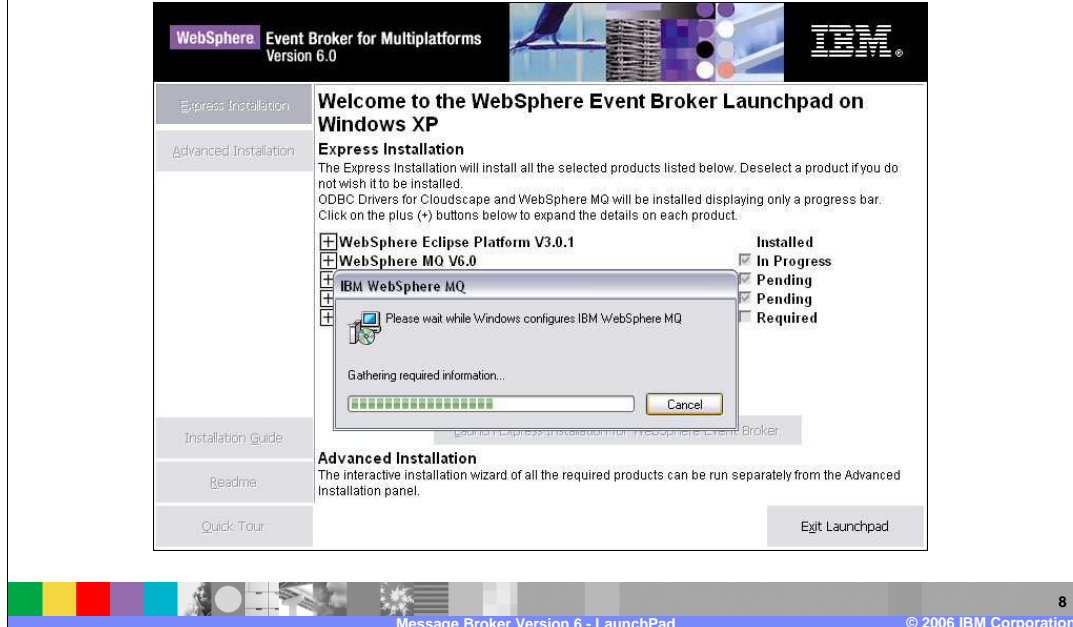 WebSphere. Event Broker for Multiplatforms
Version 6.0
IBM.
Express Installation
Advanced Installation
Welcome to the WebSphere Event Broker Launchpad on
Windows XP
Express Installation
The Express Installation will install all the selected products listed below. Deselect a product if you do
not wish it to be installed.
ODBC Drivers for Cloudscape and WebSphere MQ will be installed displaying only a progress bar.
Click on the plus (+) buttons below to expand the details on each product.
WebSphere Eclipse Platform V3.0.1 Installed
WebSphere MQ V6.0 In Progress
Pending
Pending
Required
IBM WebSphere MQ
Please wait while Windows configures IBM WebSphere MQ
Gathering required information...
Cancel
Launch Express Installation for WebSphere Event Broker
Advanced Installation
The interactive installation wizard of all the required products can be run separately from the Advanced
Installation panel.
Installation Guide
Readme
Quick Tour
Exit Launchpad
8
Message Broker Version 6 - LaunchPad
© 2006 IBM Corporation